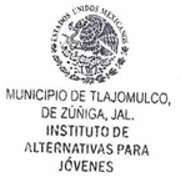 ESTADOS UNIDOS MEXICANOS
MUNICIPIO DE TLAJOMULCO,
DE ZÚÑIGA, JAL.
INSTITUTO DE
ALTERNATIVAS PARA
JÓVENES